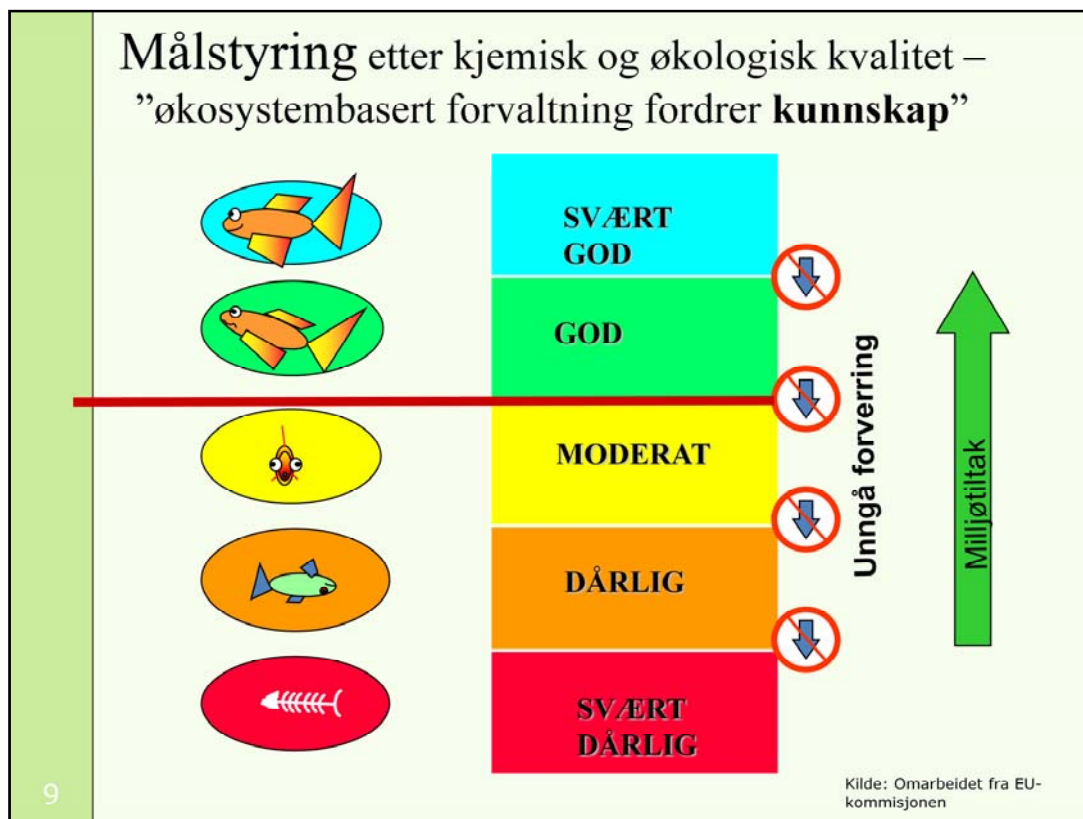 Målstyring etter kjemisk og økologisk kvalitet –
”økosystembasert forvaltning fordrer kunnskap”
SVÆRT
GOD
GOD
MODERAT
DÅRLIG
SVÆRT
DÅRLIG
Unngå forverring
Milljøtiltak
9
Kilde: Omarbeidet fra EU-
kommisjonen